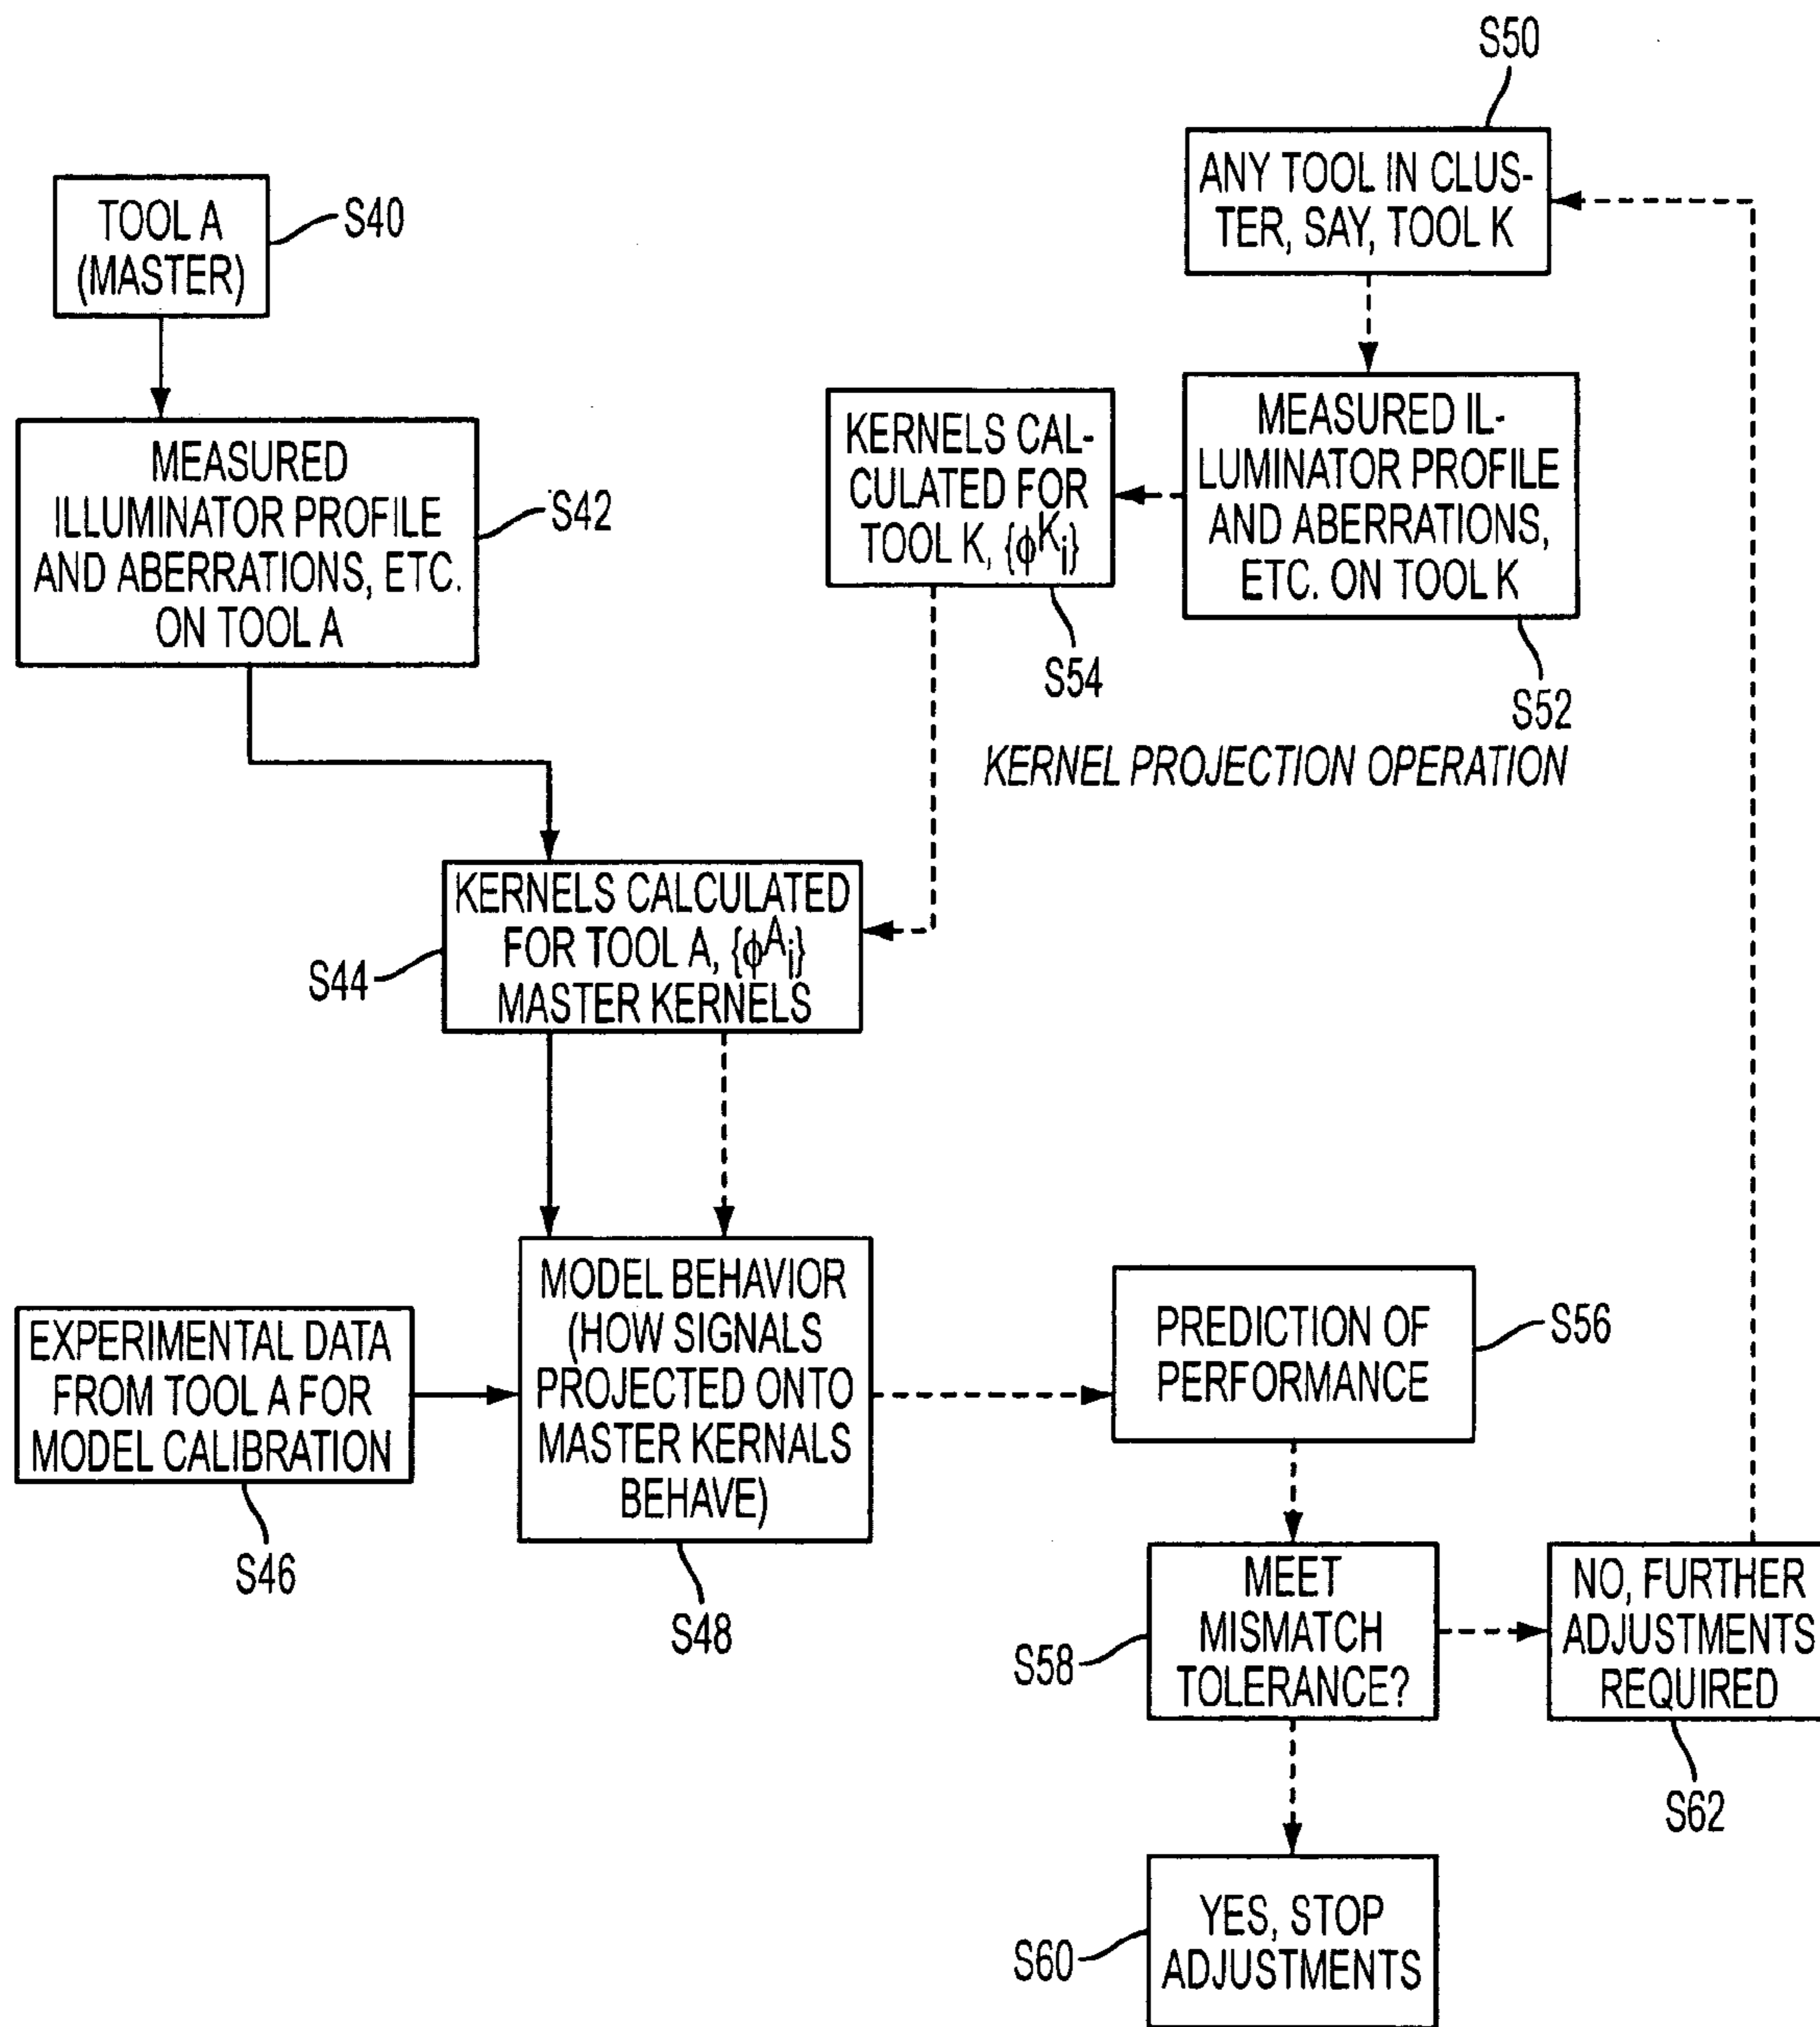 S50
ANY TOOL IN CLUS-
TER, SAY, TOOL K
TOOL A
(MASTER)
S40
MEASURED
ILLUMINATOR PROFILE
AND ABERRATIONS, ETC.
ON TOOL A
S42
KERNELS CAL-
CULATED FOR
TOOL K, {ϕᴷi}
S54
MEASURED IL-
LUMINATOR PROFILE
AND ABERRATIONS,
ETC. ON TOOL K
S52
KERNEL PROJECTION OPERATION
KERNELS CALCULATED
FOR TOOL A, {ϕᴬi}
MASTER KERNELS
S44
EXPERIMENTAL DATA
FROM TOOL A FOR
MODEL CALIBRATION
S46
MODEL BEHAVIOR
(HOW SIGNALS
PROJECTED ONTO
MASTER KERNALS
BEHAVE)
S48
PREDICTION OF
PERFORMANCE
S56
MEET
MISMATCH
TOLERANCE?
S58
NO, FURTHER
ADJUSTMENTS
REQUIRED
S62
YES, STOP
ADJUSTMENTS
S60